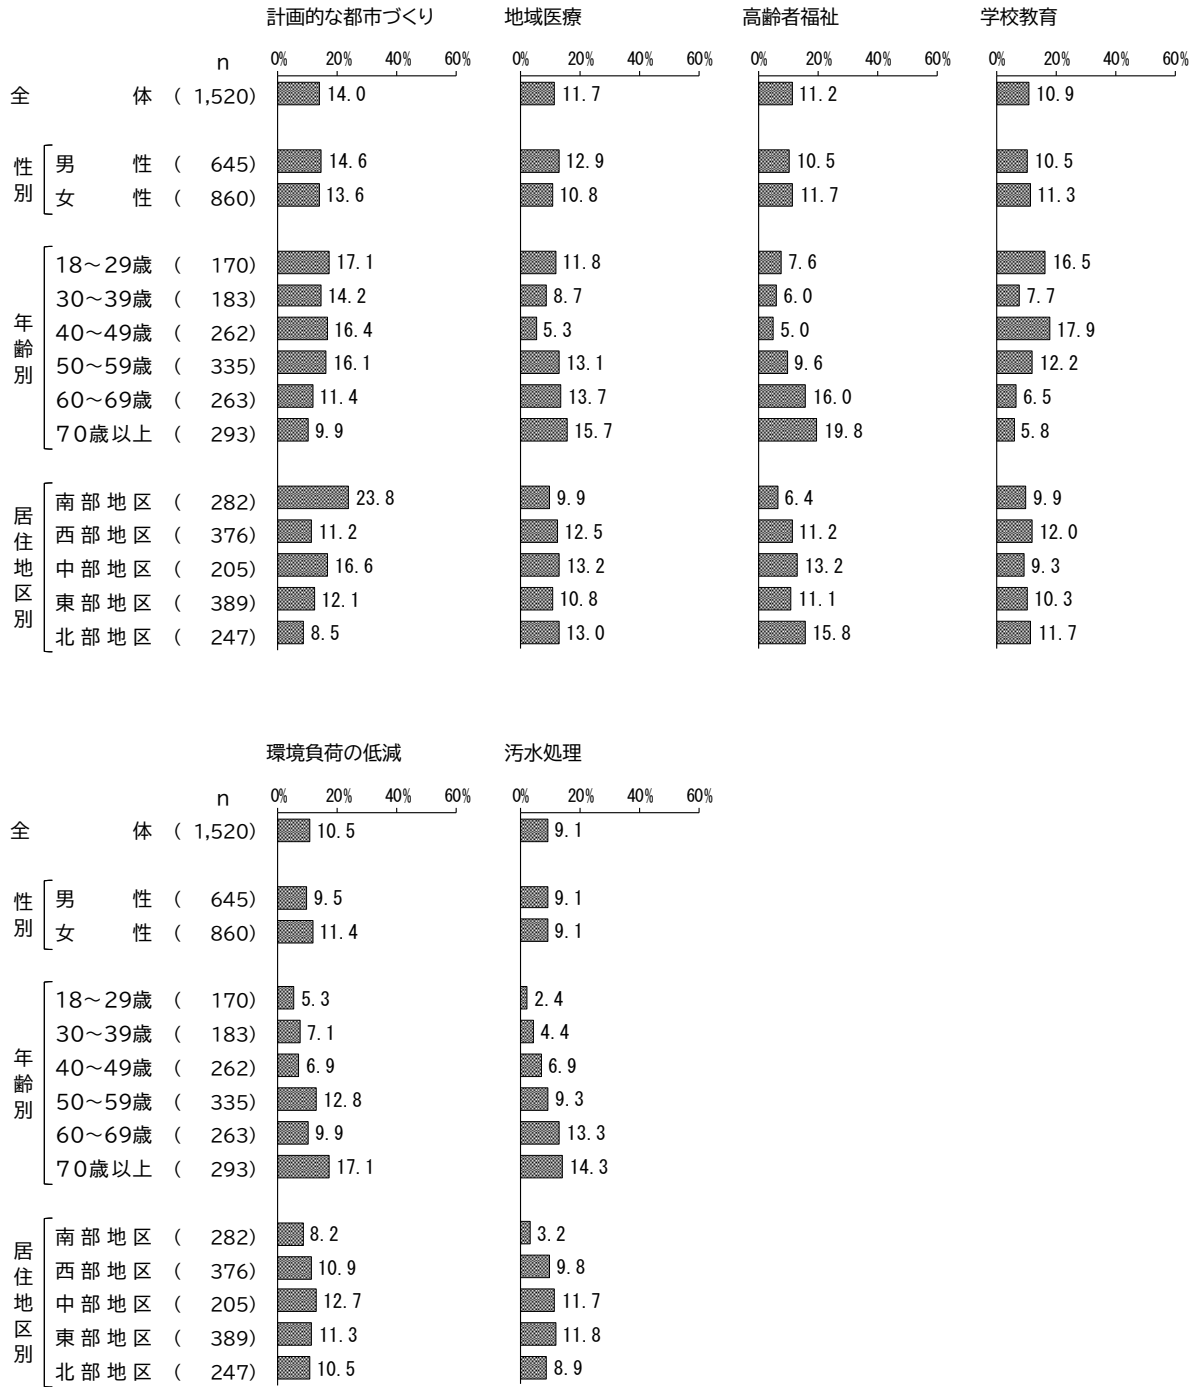 計画的な都市づくり 地域医療 高齢者福祉 学校教育
n 0% 20% 40% 60% 0% 20% 40% 60% 0% 20% 40% 60% 0% 20% 40% 60%
全体 (1,520) 14.0 11.7 11.2 10.9
性別
男性 (645) 14.6 12.9 10.5 10.5
女性 (860) 13.6 10.8 11.7 11.3
年齢別
18～29歳 (170) 17.1 11.8 7.6 16.5
30～39歳 (183) 14.2 8.7 6.0 7.7
40～49歳 (262) 16.4 5.3 5.0 17.9
50～59歳 (335) 16.1 13.1 9.6 12.2
60～69歳 (263) 11.4 13.7 16.0 6.5
70歳以上 (293) 9.9 15.7 19.8 5.8
居住地区別
南部地区 (282) 23.8 9.9 6.4 9.9
西部地区 (376) 11.2 12.5 11.2 12.0
中部地区 (205) 16.6 13.2 13.2 9.3
東部地区 (389) 12.1 10.8 11.1 10.3
北部地区 (247) 8.5 13.0 15.8 11.7
環境負荷の低減 汚水処理
n 0% 20% 40% 60% 0% 20% 40% 60%
全体 (1,520) 10.5 9.1
性別
男性 (645) 9.5 9.1
女性 (860) 11.4 9.1
年齢別
18～29歳 (170) 5.3 2.4
30～39歳 (183) 7.1 4.4
40～49歳 (262) 6.9 6.9
50～59歳 (335) 12.8 9.3
60～69歳 (263) 9.9 13.3
70歳以上 (293) 17.1 14.3
居住地区別
南部地区 (282) 8.2 3.2
西部地区 (376) 10.9 9.8
中部地区 (205) 12.7 11.7
東部地区 (389) 11.3 11.8
北部地区 (247) 10.5 8.9